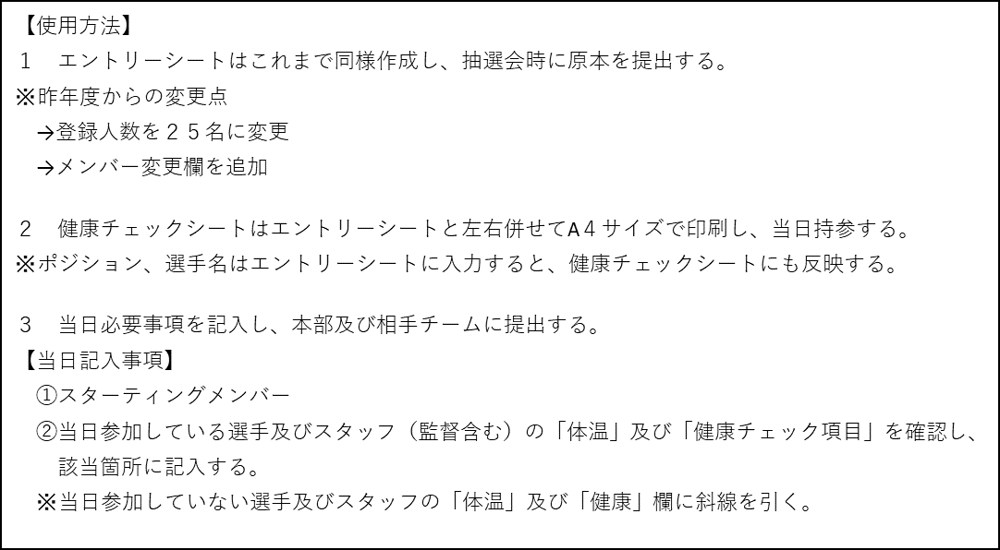 【使用方法】
１　エントリーシートはこれまで同様作成し、抽選会時に原本を提出する。
※昨年度からの変更点
→登録人数を２５名に変更
→メンバー変更欄を追加
２　健康チェックシートはエントリーシートと左右併せてA４サイズで印刷し、当日持参する。
※ポジション、選手名はエントリーシートに入力すると、健康チェックシートにも反映する。
３　当日必要事項を記入し、本部及び相手チームに提出する。
【当日記入事項】
①スターティングメンバー
②当日参加している選手及びスタッフ（監督含む）の「体温」及び「健康チェック項目」を確認し、
該当箇所に記入する。
※当日参加していない選手及びスタッフの「体温」及び「健康」欄に斜線を引く。